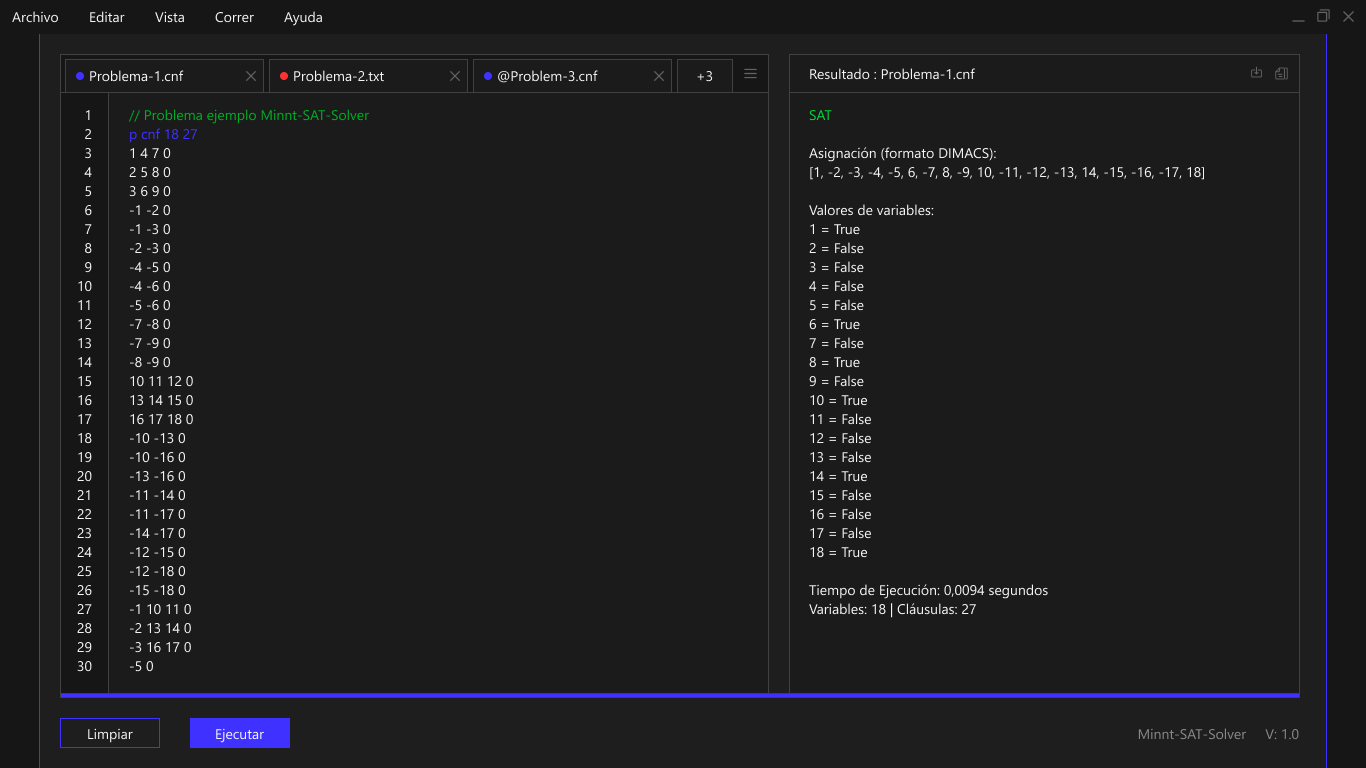 Archivo Editar Vista Correr Ayuda
Problema-1.cnf Problema-2.txt @Problem-3.cnf +3
1 // Problema ejemplo Minnt-SAT-Solver
2 p cnf 18 27
3 1 4 7 0
4 2 5 8 0
5 3 6 9 0
6 -1 -2 0
7 -1 -3 0
8 -2 -3 0
9 -4 -5 0
10 -4 -6 0
11 -5 -6 0
12 -7 -8 0
13 -7 -9 0
14 -8 -9 0
15 10 11 12 0
16 13 14 15 0
17 16 17 18 0
18 -10 -13 0
19 -10 -16 0
20 -13 -16 0
21 -11 -14 0
22 -11 -17 0
23 -14 -17 0
24 -12 -15 0
25 -12 -18 0
26 -15 -18 0
27 -1 10 11 0
28 -2 13 14 0
29 -3 16 17 0
30 -5 0
Resultado : Problema-1.cnf
SAT
Asignación (formato DIMACS):
[1, -2, -3, -4, -5, 6, -7, 8, -9, 10, -11, -12, -13, 14, -15, -16, -17, 18]
Valores de variables:
1 = True
2 = False
3 = False
4 = False
5 = False
6 = True
7 = False
8 = True
9 = False
10 = True
11 = False
12 = False
13 = False
14 = True
15 = False
16 = False
17 = False
18 = True
Tiempo de Ejecución: 0,0094 segundos
Variables: 18 | Cláusulas: 27
Limpiar Ejecutar
Minnt-SAT-Solver V: 1.0